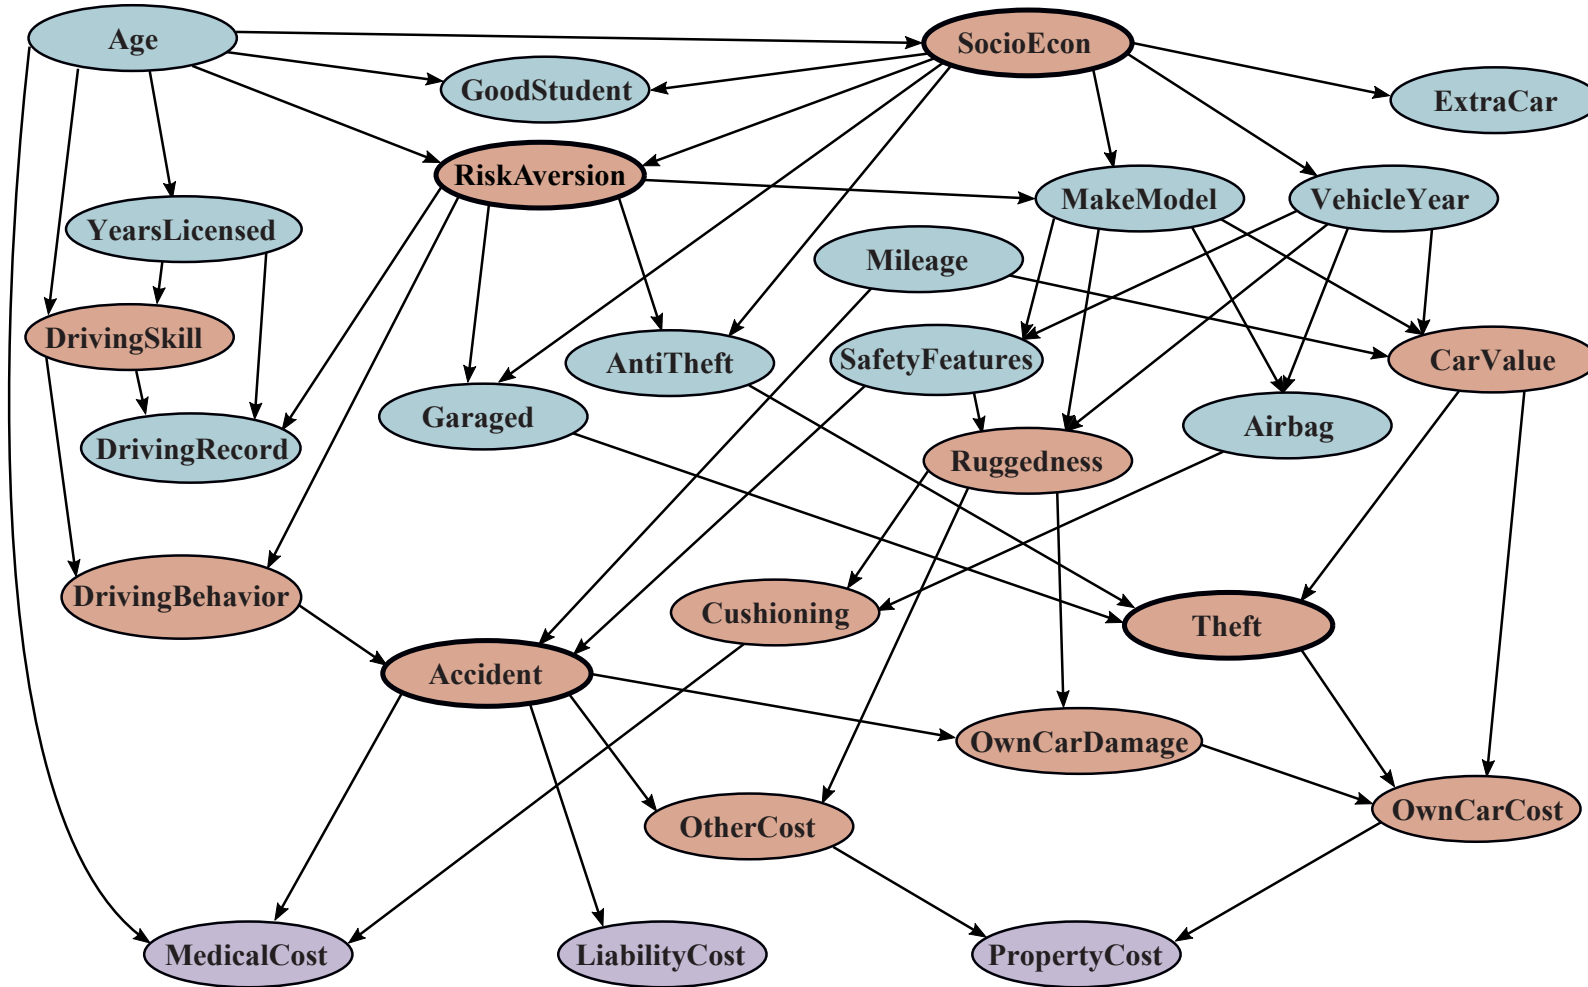 Age
SocioEcon
GoodStudent
ExtraCar
RiskAversion
MakeModel
VehicleYear
YearsLicensed
Mileage
DrivingSkill
AntiTheft
SafetyFeatures
CarValue
Garaged
Airbag
DrivingRecord
Ruggedness
DrivingBehavior
Cushioning
Theft
Accident
OwnCarDamage
OtherCost
OwnCarCost
MedicalCost
LiabilityCost
PropertyCost